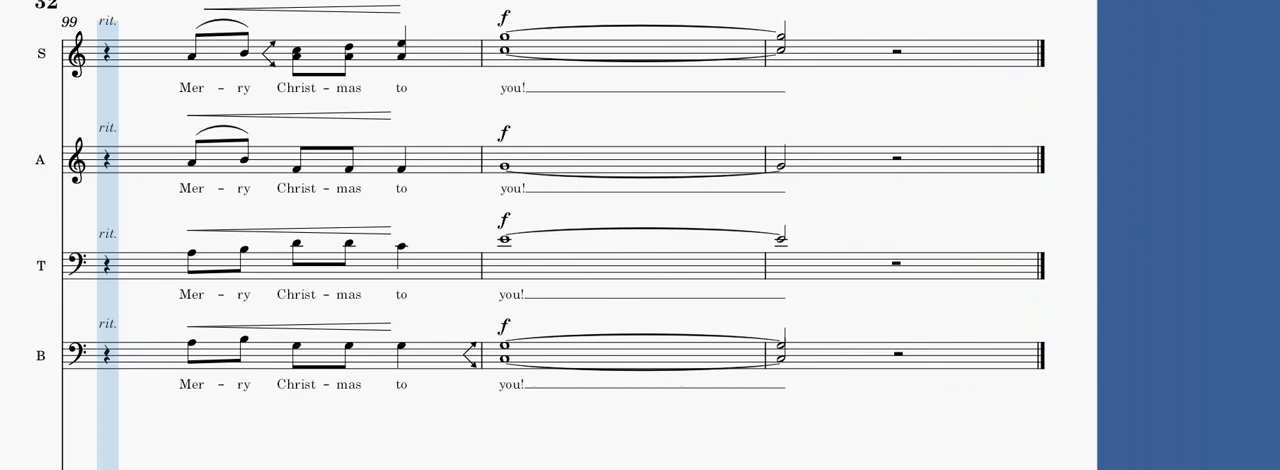 32
99
rit.
S
f
Mer – ry Christ – mas to you!
rit.
A
f
Mer – ry Christ – mas to you!
rit.
T
f
Mer – ry Christ – mas to you!
rit.
B
f
Mer – ry Christ – mas to you!